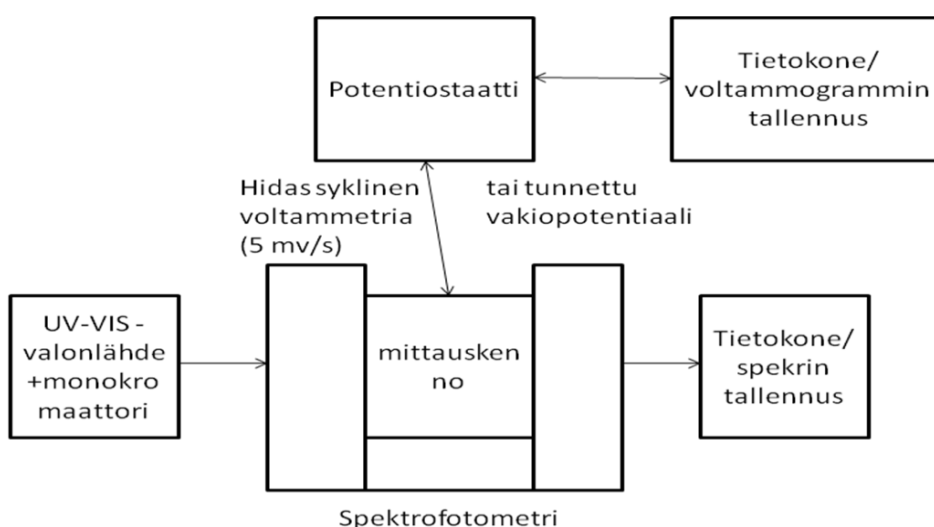 Potentiostaatti
Tietokone/
voltammogrammin
tallennus
Hidas syklinen
voltammetria
(5 mv/s)
tai tunnettu
vakiopotentiaali
UV-VIS -
valonlähde
+monokro
maattori
mittausken
no
Tietokone/
spekrin
tallennus
Spektrofotometri